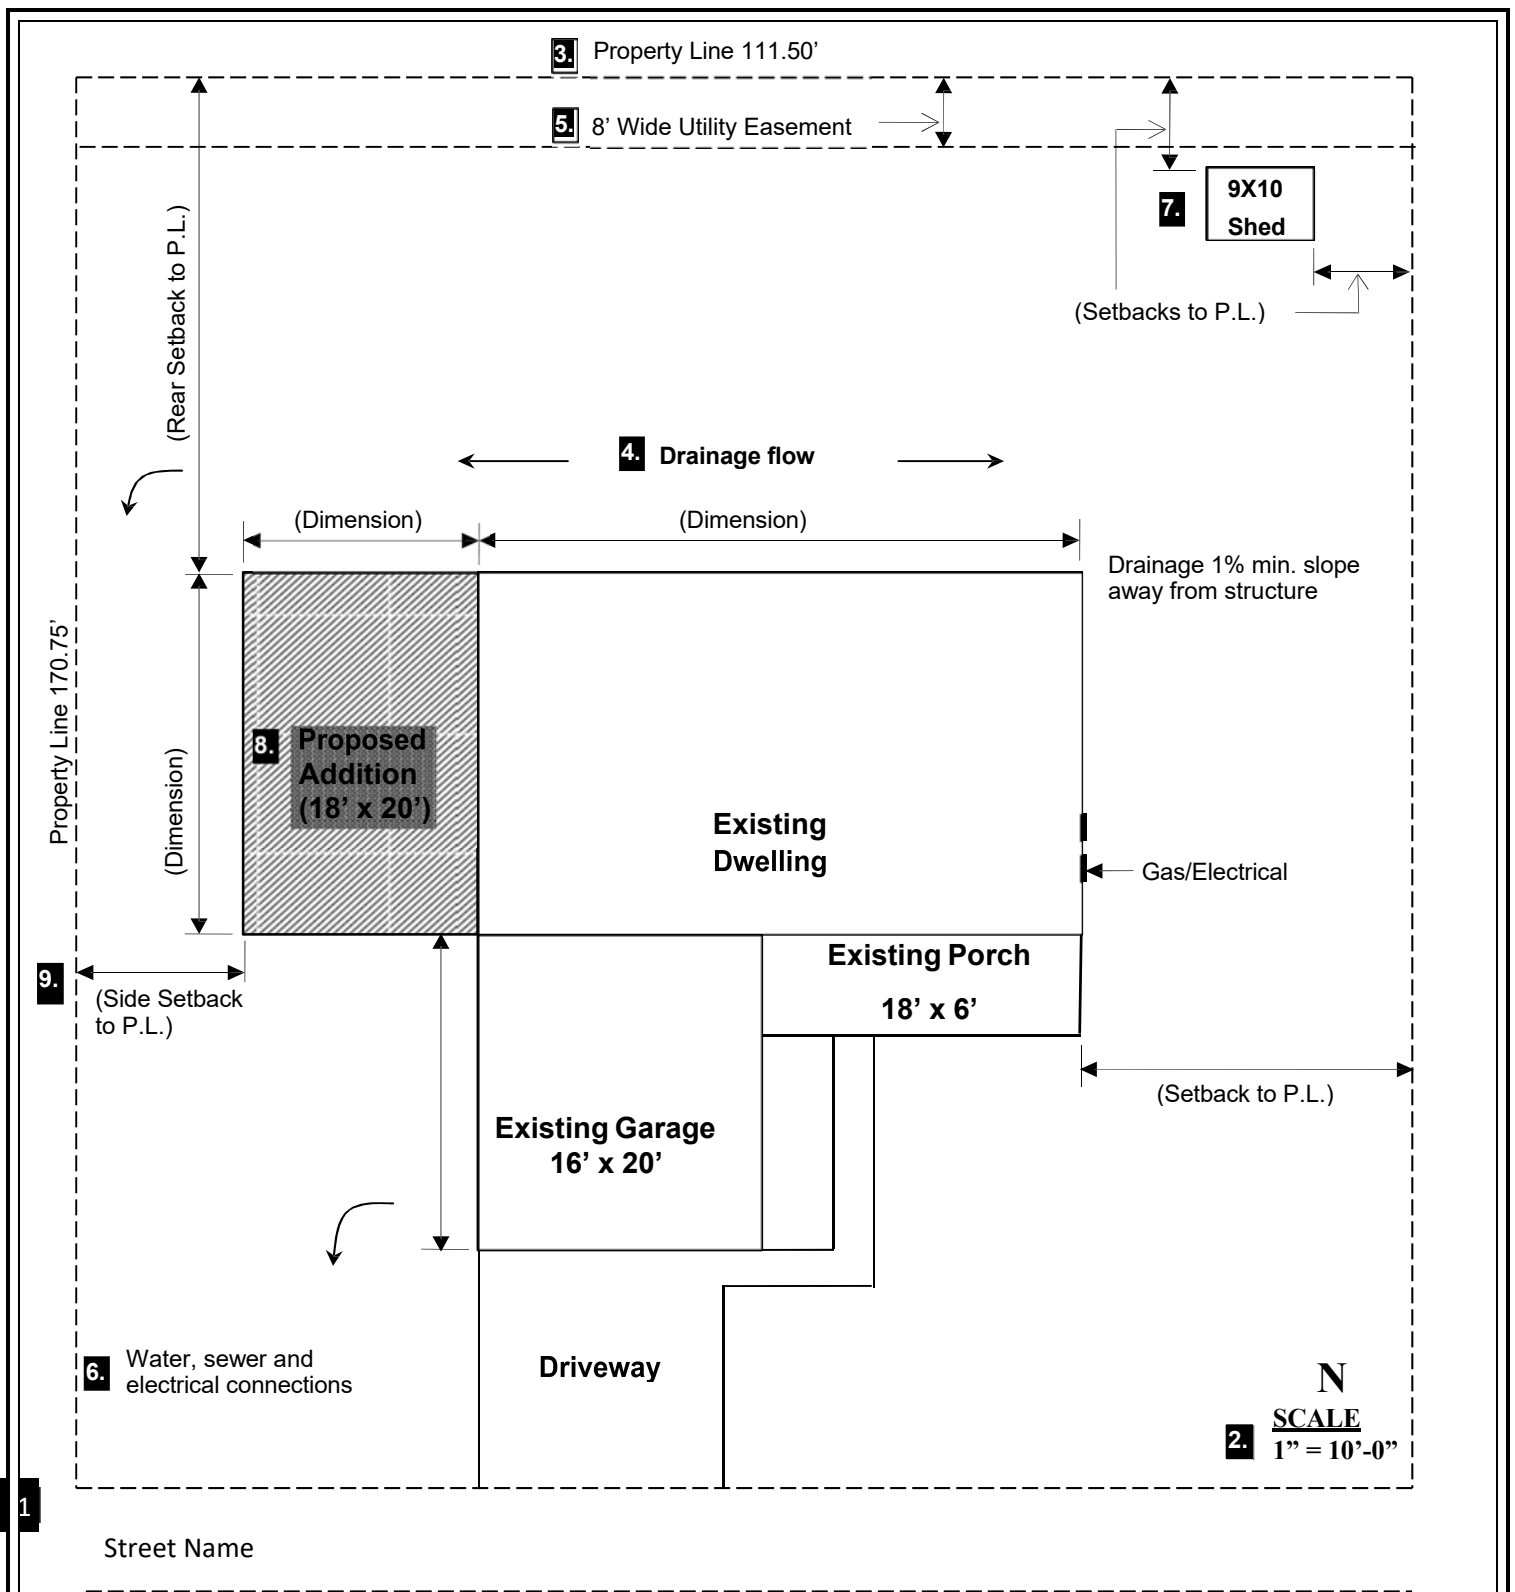 3. Property Line 111.50’
5. 8’ Wide Utility Easement
9X10
7.
Shed
(Rear Setback to P.L.)
(Setbacks to P.L.)
4. Drainage flow
(Dimension)
(Dimension)
Drainage 1% min. slope
away from structure
Property Line 170.75’
(Dimension)
8. Proposed
Addition
(18’ x 20’)
Existing
Dwelling
Gas/Electrical
Existing Porch
18’ x 6’
9.
(Side Setback
to P.L.)
(Setback to P.L.)
Existing Garage
16’ x 20’
6. Water, sewer and
electrical connections
Driveway
N
2. SCALE
1” = 10’-0”
1
Street Name